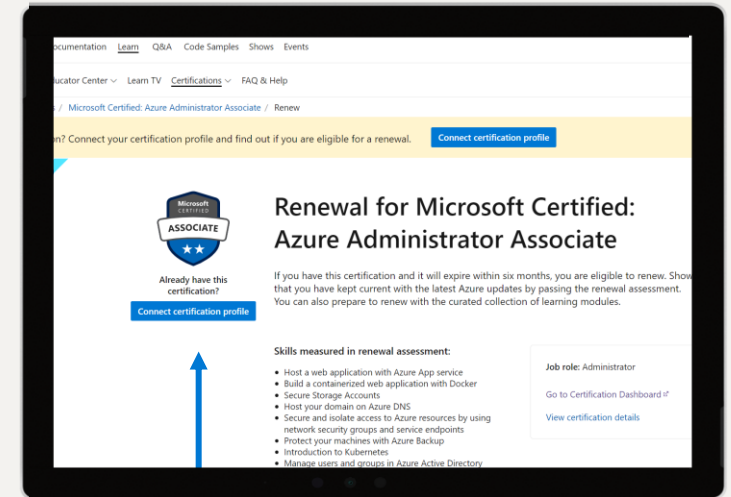 Learn Q&A Code Samples Shows Events
Center Learn TV Certifications FAQ & Help
/ Microsoft Certified: Azure Administrator Associate / Renew
Connect your certification profile and find out if you are eligible for a renewal. Connect certification profile
Microsoft
CERTIFIED
ASSOCIATE
Already have this
certification?
Connect certification profile
Renewal for Microsoft Certified:
Azure Administrator Associate
If you have this certification and it will expire within six months, you are eligible to renew. Show
that you have kept current with the latest Azure updates by passing the renewal assessment.
You can also prepare to renew with the curated collection of learning modules.
Skills measured in renewal assessment:
• Host a web application with Azure App service
• Build a containerized web application with Docker
• Secure Storage Accounts
• Host your domain on Azure DNS
• Secure and isolate access to Azure resources by using
network security groups and service endpoints
• Protect your machines with Azure Backup
• Introduction to Kubernetes
• Manage users and groups in Azure Active Directory
Job role: Administrator
Go to Certification Dashboard
View certification details